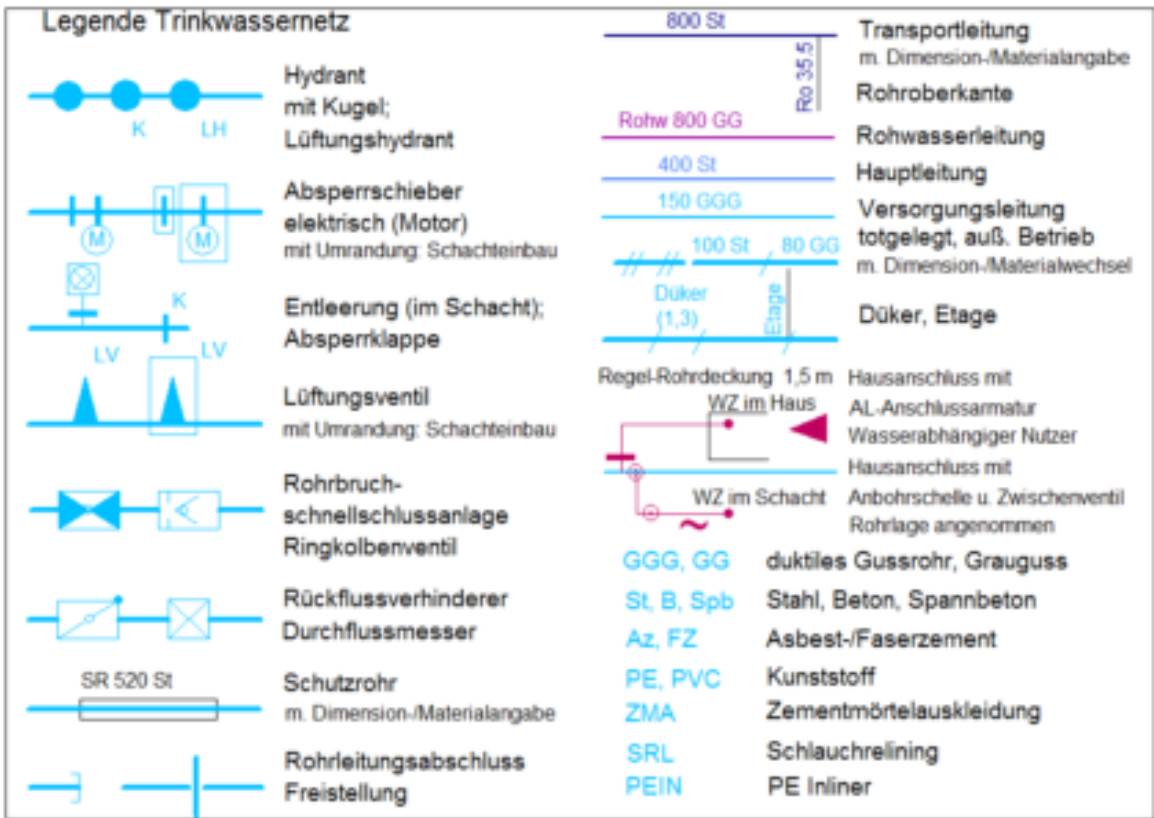 Legende Trinkwassernetz
Hydrant
mit Kugel;
Lüftungshydrant
K LH
Absperrschieber
elektrisch (Motor)
mit Umrandung: Schachteinbau
M M
Entleerung (im Schacht);
Absperrklappe
K
LV LV
Lüftungsventil
mit Umrandung: Schachteinbau
Rohrbruch-
schnellschlussanlage
Ringkolbenventil
Rückflussverhinderer
Durchflussmesser
SR 520 St
Schutzrohr
m. Dimension-/Materialangabe
Rohrleitungsabschluss
Freistellung
800 St
Transportleitung
m. Dimension-/Materialangabe
Ro 35.5
Rohroberkante
Rohw 800 GG
Rohwasserleitung
400 St
Hauptleitung
150 GGG
Versorgungsleitung
totgelegt, auß. Betrieb
100 St 80 GG
m. Dimension-/Materialwechsel
Düker
(1,3)
Etage
Düker, Etage
Regel-Rohrdeckung 1,5 m
Hausanschluss mit
WZ im Haus
AL-Anschlussarmatur
Wasserabhängiger Nutzer
Hausanschluss mit
WZ im Schacht
Anbohrschelle u. Zwischenventil
Rohrlage angenommen
GGG, GG duktiles Gussrohr, Grauguss
St, B, Spb Stahl, Beton, Spannbeton
Az, FZ Asbest-/Faserzement
PE, PVC Kunststoff
ZMA Zementmörtelauskleidung
SRL Schlauchrelining
PEIN PE Inliner